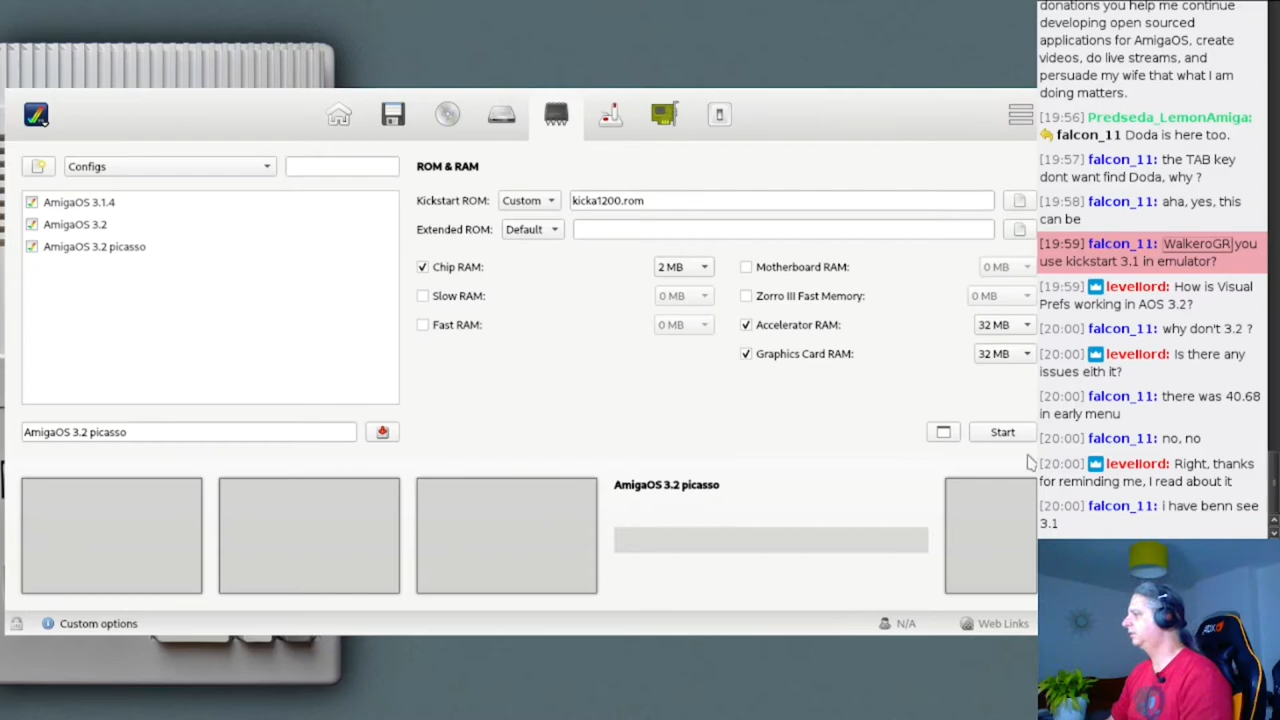 Configs
AmigaOS 3.1.4
AmigaOS 3.2
AmigaOS 3.2 picasso
AmigaOS 3.2 picasso
ROM & RAM
Kickstart ROM:
Custom
kicka1200.rom
Extended ROM:
Default
Chip RAM:
2 MB
Motherboard RAM:
0 MB
Slow RAM:
0 MB
Zorro III Fast Memory:
0 MB
Fast RAM:
0 MB
Accelerator RAM:
32 MB
Graphics Card RAM:
32 MB
Start
AmigaOS 3.2 picasso
Custom options
N/A
Web Links
donations you help me continue
developing open sourced
applications for AmigaOS, create
videos, do live streams, and
persuade my wife that what I am
doing matters.
[19:56] Predseda_LemonAmiga:
falcon_11 Doda is here too.
[19:57] falcon_11: the TAB key
dont want find Doda, why ?
[19:58] falcon_11: aha, yes, this
can be
[19:59] falcon_11: WalkeroGR you
use kickstart 3.1 in emulator?
[19:59] levellord: How is Visual
Prefs working in AOS 3.2?
[20:00] falcon_11: why don't 3.2 ?
[20:00] levellord: Is there any
issues eith it?
[20:00] falcon_11: there was 40.68
in early menu
[20:00] falcon_11: no, no
[20:00] levellord: Right, thanks
for reminding me, I read about it
[20:00] falcon_11: i have benn see
3.1